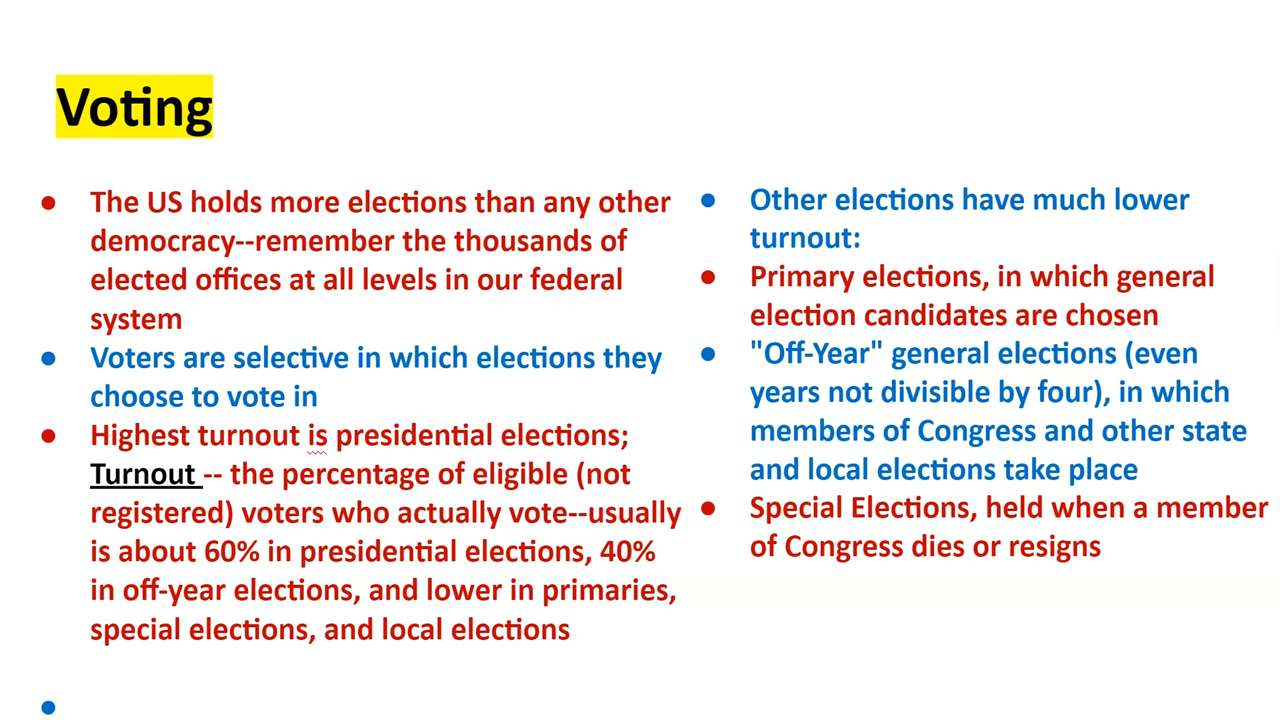 Voting
The US holds more elections than any other
democracy--remember the thousands of
elected offices at all levels in our federal
system
Voters are selective in which elections they
choose to vote in
Highest turnout is presidential elections;
Turnout -- the percentage of eligible (not
registered) voters who actually vote--usually
is about 60% in presidential elections, 40%
in off-year elections, and lower in primaries,
special elections, and local elections
Other elections have much lower
turnout:
Primary elections, in which general
election candidates are chosen
"Off-Year" general elections (even
years not divisible by four), in which
members of Congress and other state
and local elections take place
Special Elections, held when a member
of Congress dies or resigns